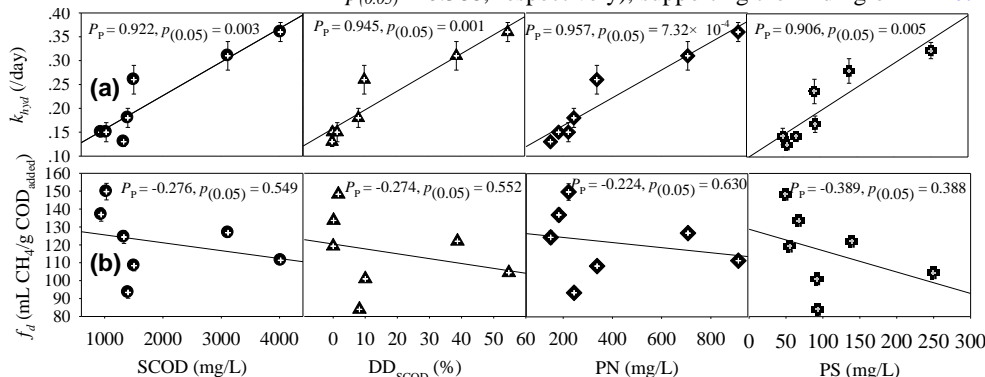 p(0.05)
respectively), supporting the
P_P = 0.922, p(0.05) = 0.003
P_P = 0.945, p(0.05) = 0.001
P_P = 0.957, p(0.05) = 7.32× 10^-4
P_P = 0.906, p(0.05) = 0.005
k_hyd (/day)
.40
.35
.30
.25
.20
.15
.10
(a)
P_P = -0.276, p(0.05) = 0.549
P_P = -0.274, p(0.05) = 0.552
P_P = -0.224, p(0.05) = 0.630
P_P = -0.389, p(0.05) = 0.388
f_d (mL CH4/g COD_added)
160
150
140
130
120
110
100
90
80
(b)
1000 2000 3000 4000 0 10 20 30 40 50 60 200 400 600 800 0 50 100 150 200 250 300
SCOD (mg/L) DD_SCOD (%) PN (mg/L) PS (mg/L)